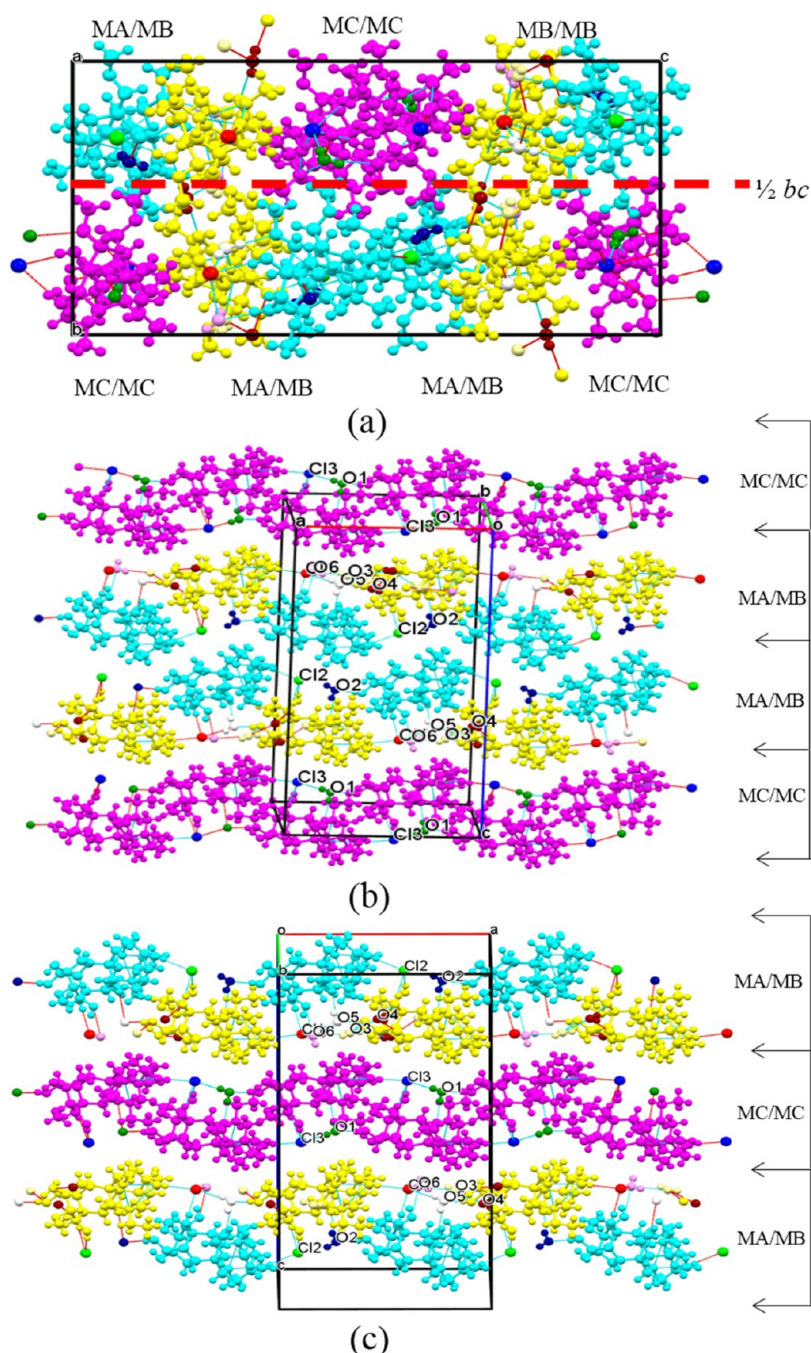 MA/MB MC/MC MB/MB
a c
½ bc
b
MC/MC MA/MB MA/MB MC/MC
(a)
Cl3 O1 b MC/MC
a Cl3 O1 o
O6 O3 O5 O4 MA/MB
Cl2 O2
Cl2 O2 MA/MB
O5 O4 O6 O3
Cl3 O1 MC/MC
Cl3 O1 c
(b)
o a
b Cl2 O2 MA/MB
O5 O4 O6 O3
Cl3 O1 MC/MC
Cl3 O1
O6 O3 O5 O4
O2 MA/MB
Cl2
c
(c)